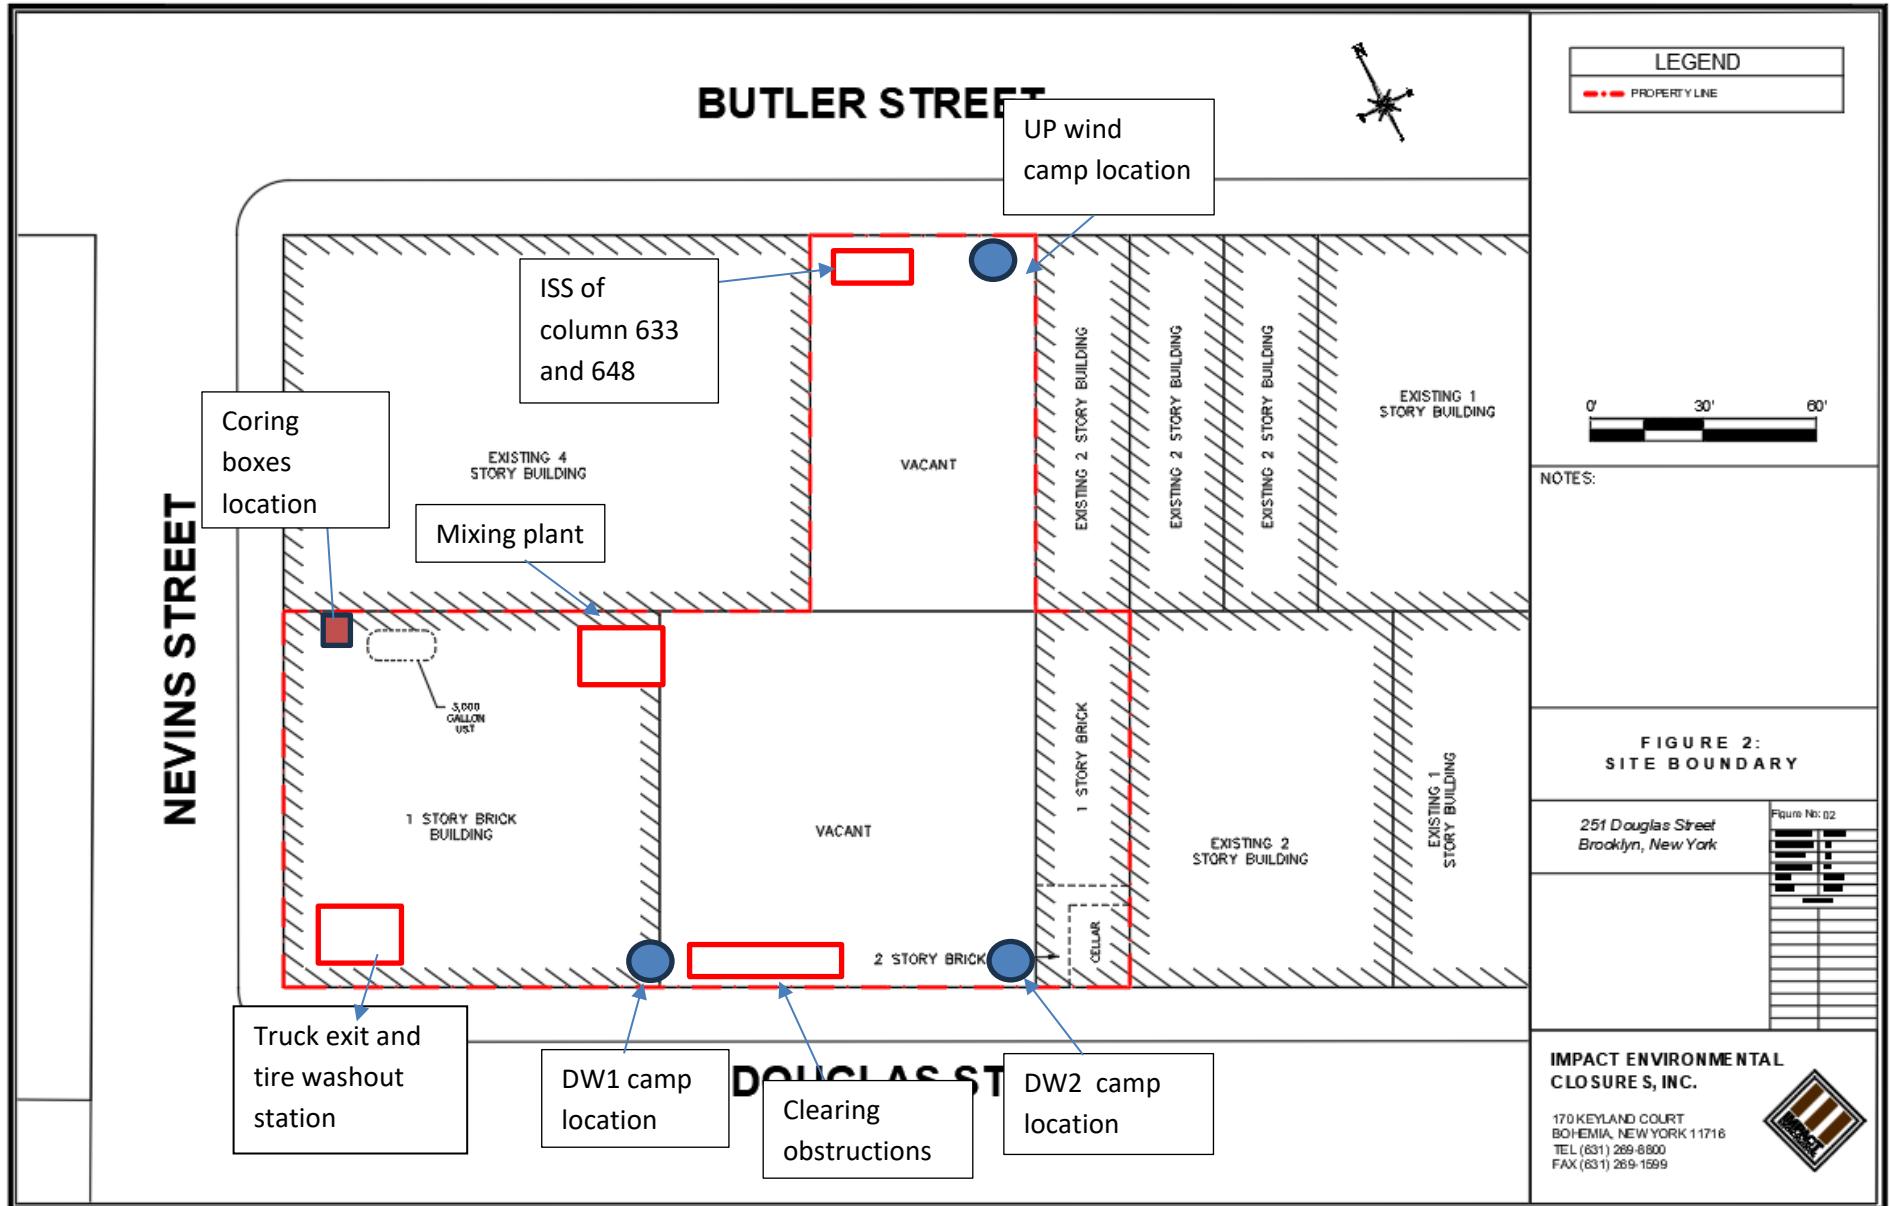 BUTLER STREET
N
UP wind
camp location
ISS of
column 633
and 648
Coring
boxes
location
Mixing plant
EXISTING 4
STORY BUILDING
VACANT
EXISTING 2 STORY BUILDING
EXISTING 2 STORY BUILDING
EXISTING 2 STORY BUILDING
EXISTING 1
STORY BUILDING
NEVINS STREET
GALLON
UST
1 STORY BRICK
BUILDING
VACANT
1 STORY BRICK
2 STORY BRICK
CELLAR
EXISTING 2
STORY BUILDING
EXISTING 1
STORY BUILDING
Truck exit and
tire washout
station
DW1 camp
location
DOUGLAS ST
Clearing
obstructions
DW2 camp
location
LEGEND
PROPERTY LINE
0' 30' 60'
NOTES:
FIGURE 2:
SITE BOUNDARY
251 Douglas Street
Brooklyn, New York
Figure No: 02
IMPACT ENVIRONMENTAL
CLOSURES, INC.
170 KEYLAND COURT
BOHEMIA, NEW YORK 11716
TEL (631) 269-8800
FAX (631) 269-1599
IMPACT